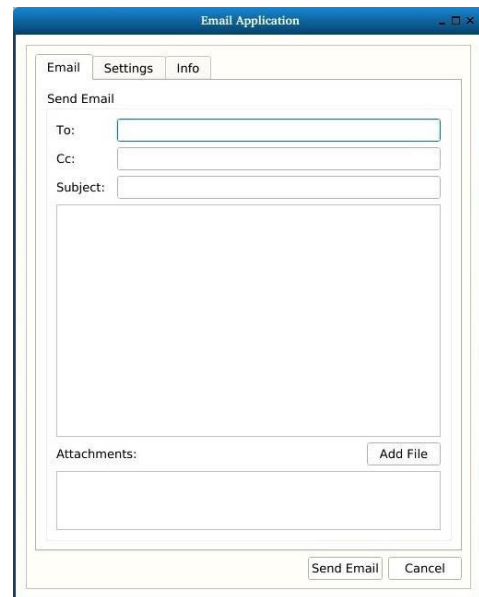 Email Application
Email Settings Info
Send Email
To:
Cc:
Subject:
Attachments: Add File
Send Email Cancel